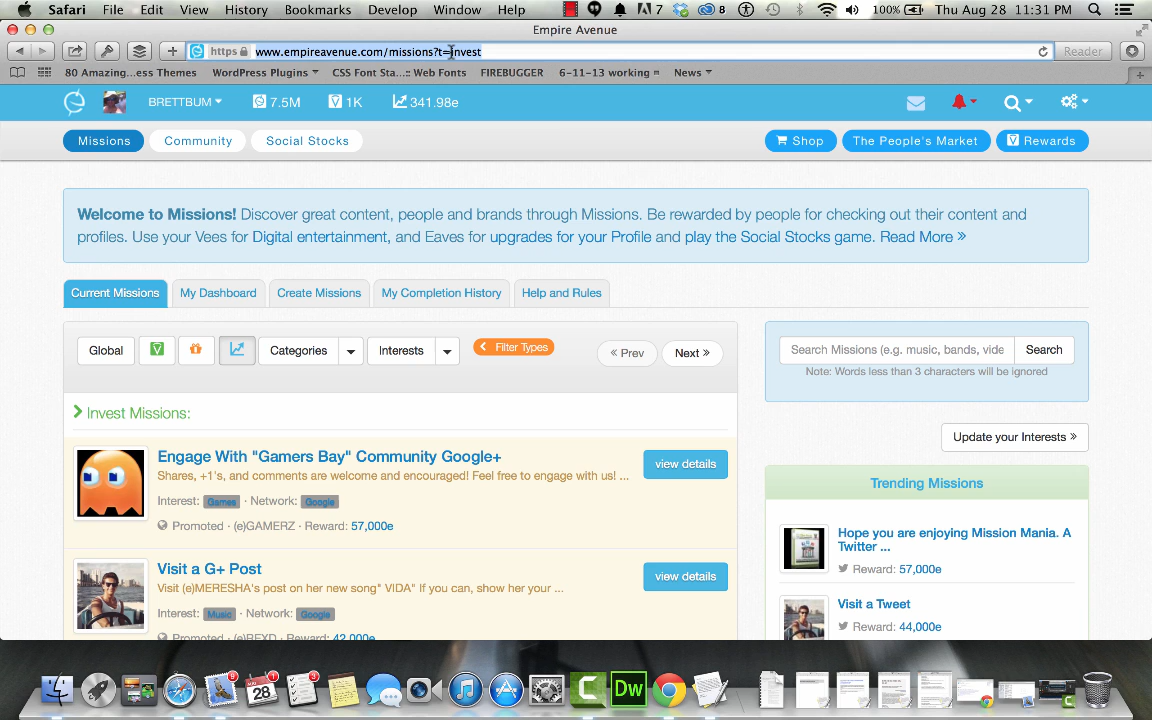 Safari File Edit View History Bookmarks Develop Window Help 7 8 100% Thu Aug 28 11:31 PM
Empire Avenue
https www.empireavenue.com/missions?t=invest Reader
80 Amazing...ess Themes WordPress Plugins CSS Font Sta...:: Web Fonts FIREBUGGER 6-11-13 working = News
BRETTBUM 7.5M 1K 341.98e
Missions Community Social Stocks Shop The People's Market Rewards
Welcome to Missions! Discover great content, people and brands through Missions. Be rewarded by people for checking out their content and
profiles. Use your Vees for Digital entertainment, and Eaves for upgrades for your Profile and play the Social Stocks game. Read More »
Current Missions My Dashboard Create Missions My Completion History Help and Rules
Global Categories Interests Filter Types « Prev Next »
Search Missions (e.g. music, bands, vide Search
Note: Words less than 3 characters will be ignored
Invest Missions:
Update your Interests »
Engage With "Gamers Bay" Community Google+
Shares, +1's, and comments are welcome and encouraged! Feel free to engage with us! ...
view details
Interest: Games · Network: Google
Promoted · (e)GAMERZ · Reward: 57,000e
Visit a G+ Post
Visit (e)MERESHA's post on her new song" VIDA" If you can, show her your ...
view details
Interest: Music · Network: Google
Promoted · (e)REXD · Reward: 42,000e
Trending Missions
Hope you are enjoying Mission Mania. A
Twitter ...
Reward: 57,000e
Visit a Tweet
Reward: 44,000e
9 AUG 28 1 3 Dw